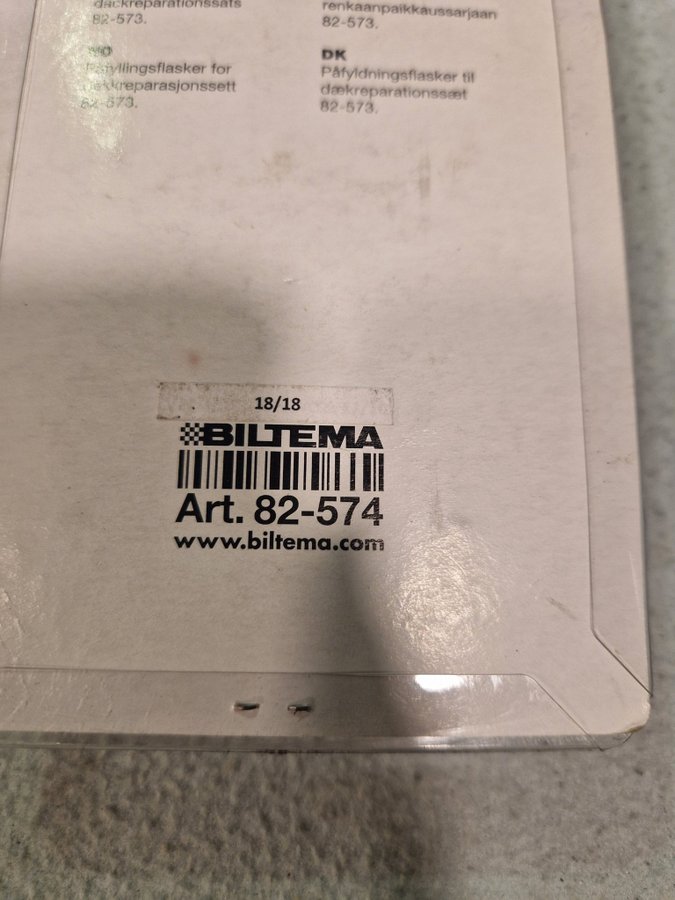 däckreparationssats
82-573.
renkaanpaikkaussarjaan
82-573.
NO
Påfyllingsflasker for
dekkreparasjonssett
82-573.
DK
Påfyldningsflasker til
dækreparationssæt
82-573.
18/18
BILTEMA
Art. 82-574
www.biltema.com